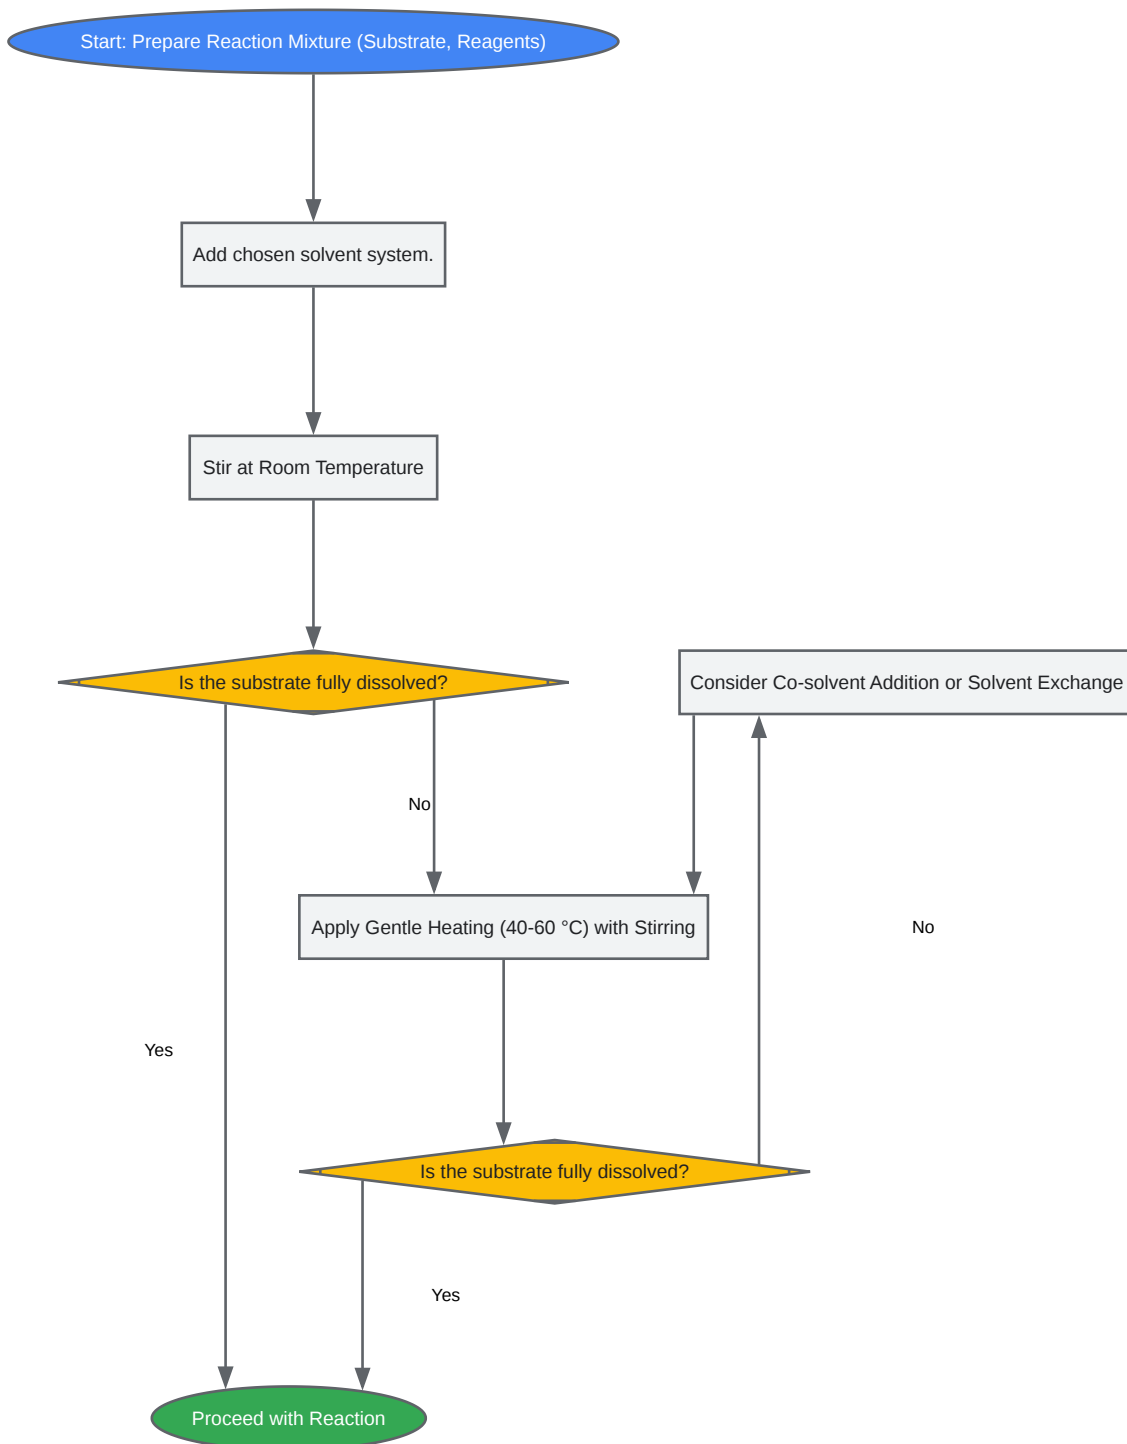 Start: Prepare Reaction Mixture (Substrate, Reagents)
Add chosen solvent system.
Stir at Room Temperature
Is the substrate fully dissolved?
Consider Co-solvent Addition or Solvent Exchange
No
Apply Gentle Heating (40-60 °C) with Stirring
No
Yes
Is the substrate fully dissolved?
Yes
Proceed with Reaction